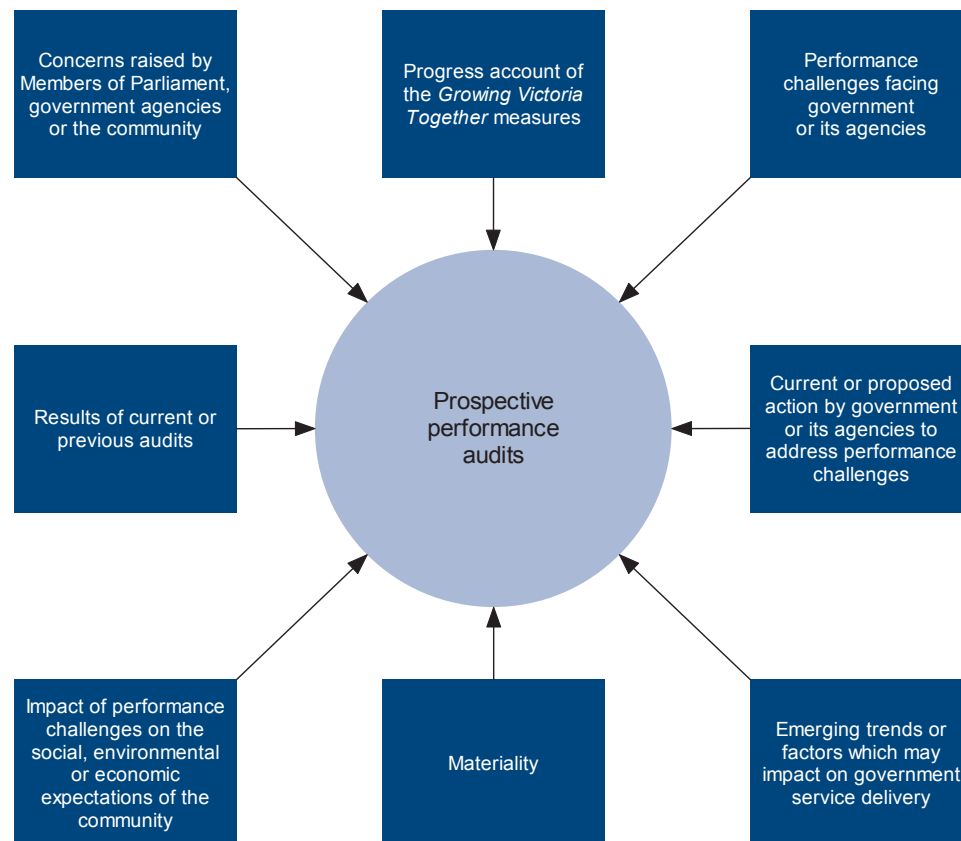 Concerns raised by
Members of Parliament,
government agencies
or the community
Progress account of
the Growing Victoria
Together measures
Performance
challenges facing
government
or its agencies
Results of current or
previous audits
Prospective
performance
audits
Current or proposed
action by government
or its agencies to
address performance
challenges
Impact of performance
challenges on the
social, environmental
or economic
expectations of the
community
Materiality
Emerging trends or
factors which may
impact on government
service delivery